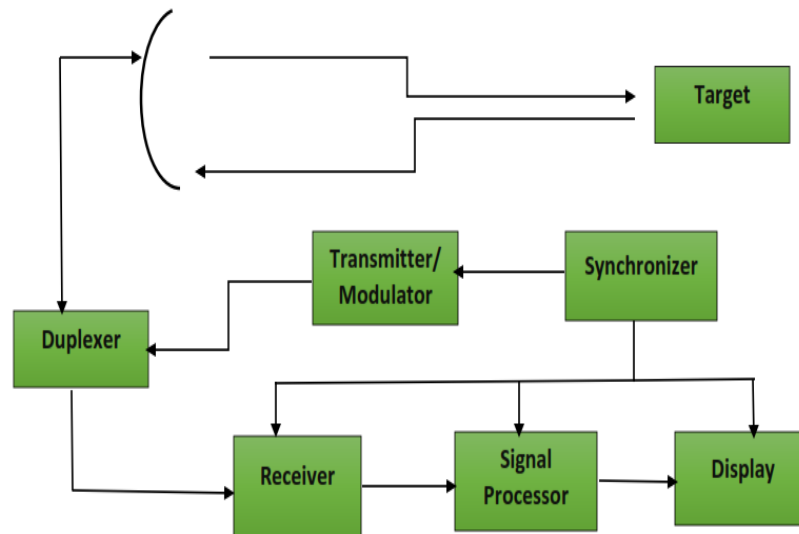 Target
Transmitter/
Modulator
Synchronizer
Duplexer
Receiver
Signal
Processor
Display